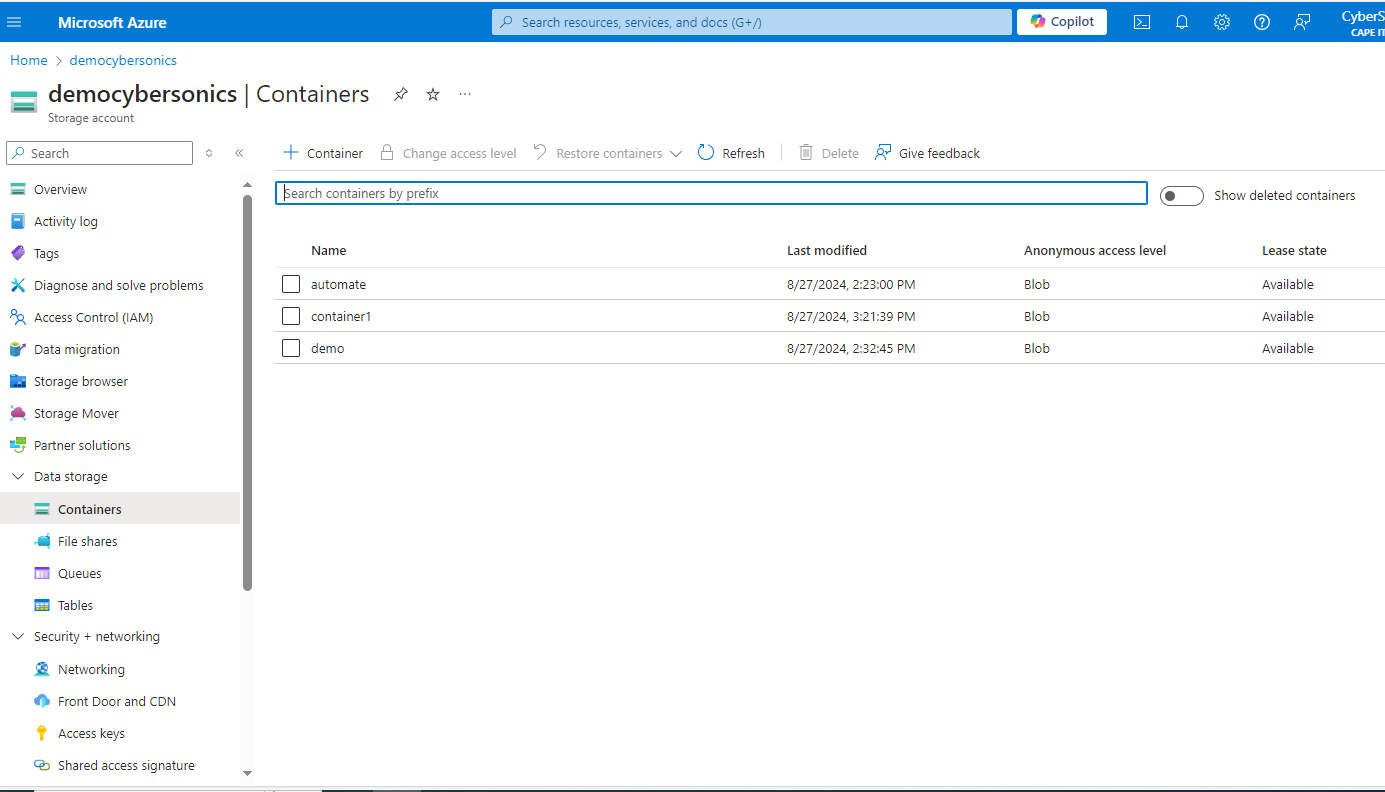 Microsoft Azure
Search resources, services, and docs (G+/)
Copilot
CyberS
CAPE IT
Home > democybersonics
democybersonics | Containers
Storage account
Search
Container Change access level Restore containers Refresh Delete Give feedback
Search containers by prefix
Show deleted containers
Overview
Activity log
Tags
Diagnose and solve problems
Access Control (IAM)
Data migration
Storage browser
Storage Mover
Partner solutions
Data storage
Containers
File shares
Queues
Tables
Security + networking
Networking
Front Door and CDN
Access keys
Shared access signature
Name Last modified Anonymous access level Lease state
automate 8/27/2024, 2:23:00 PM Blob Available
container1 8/27/2024, 3:21:39 PM Blob Available
demo 8/27/2024, 2:32:45 PM Blob Available